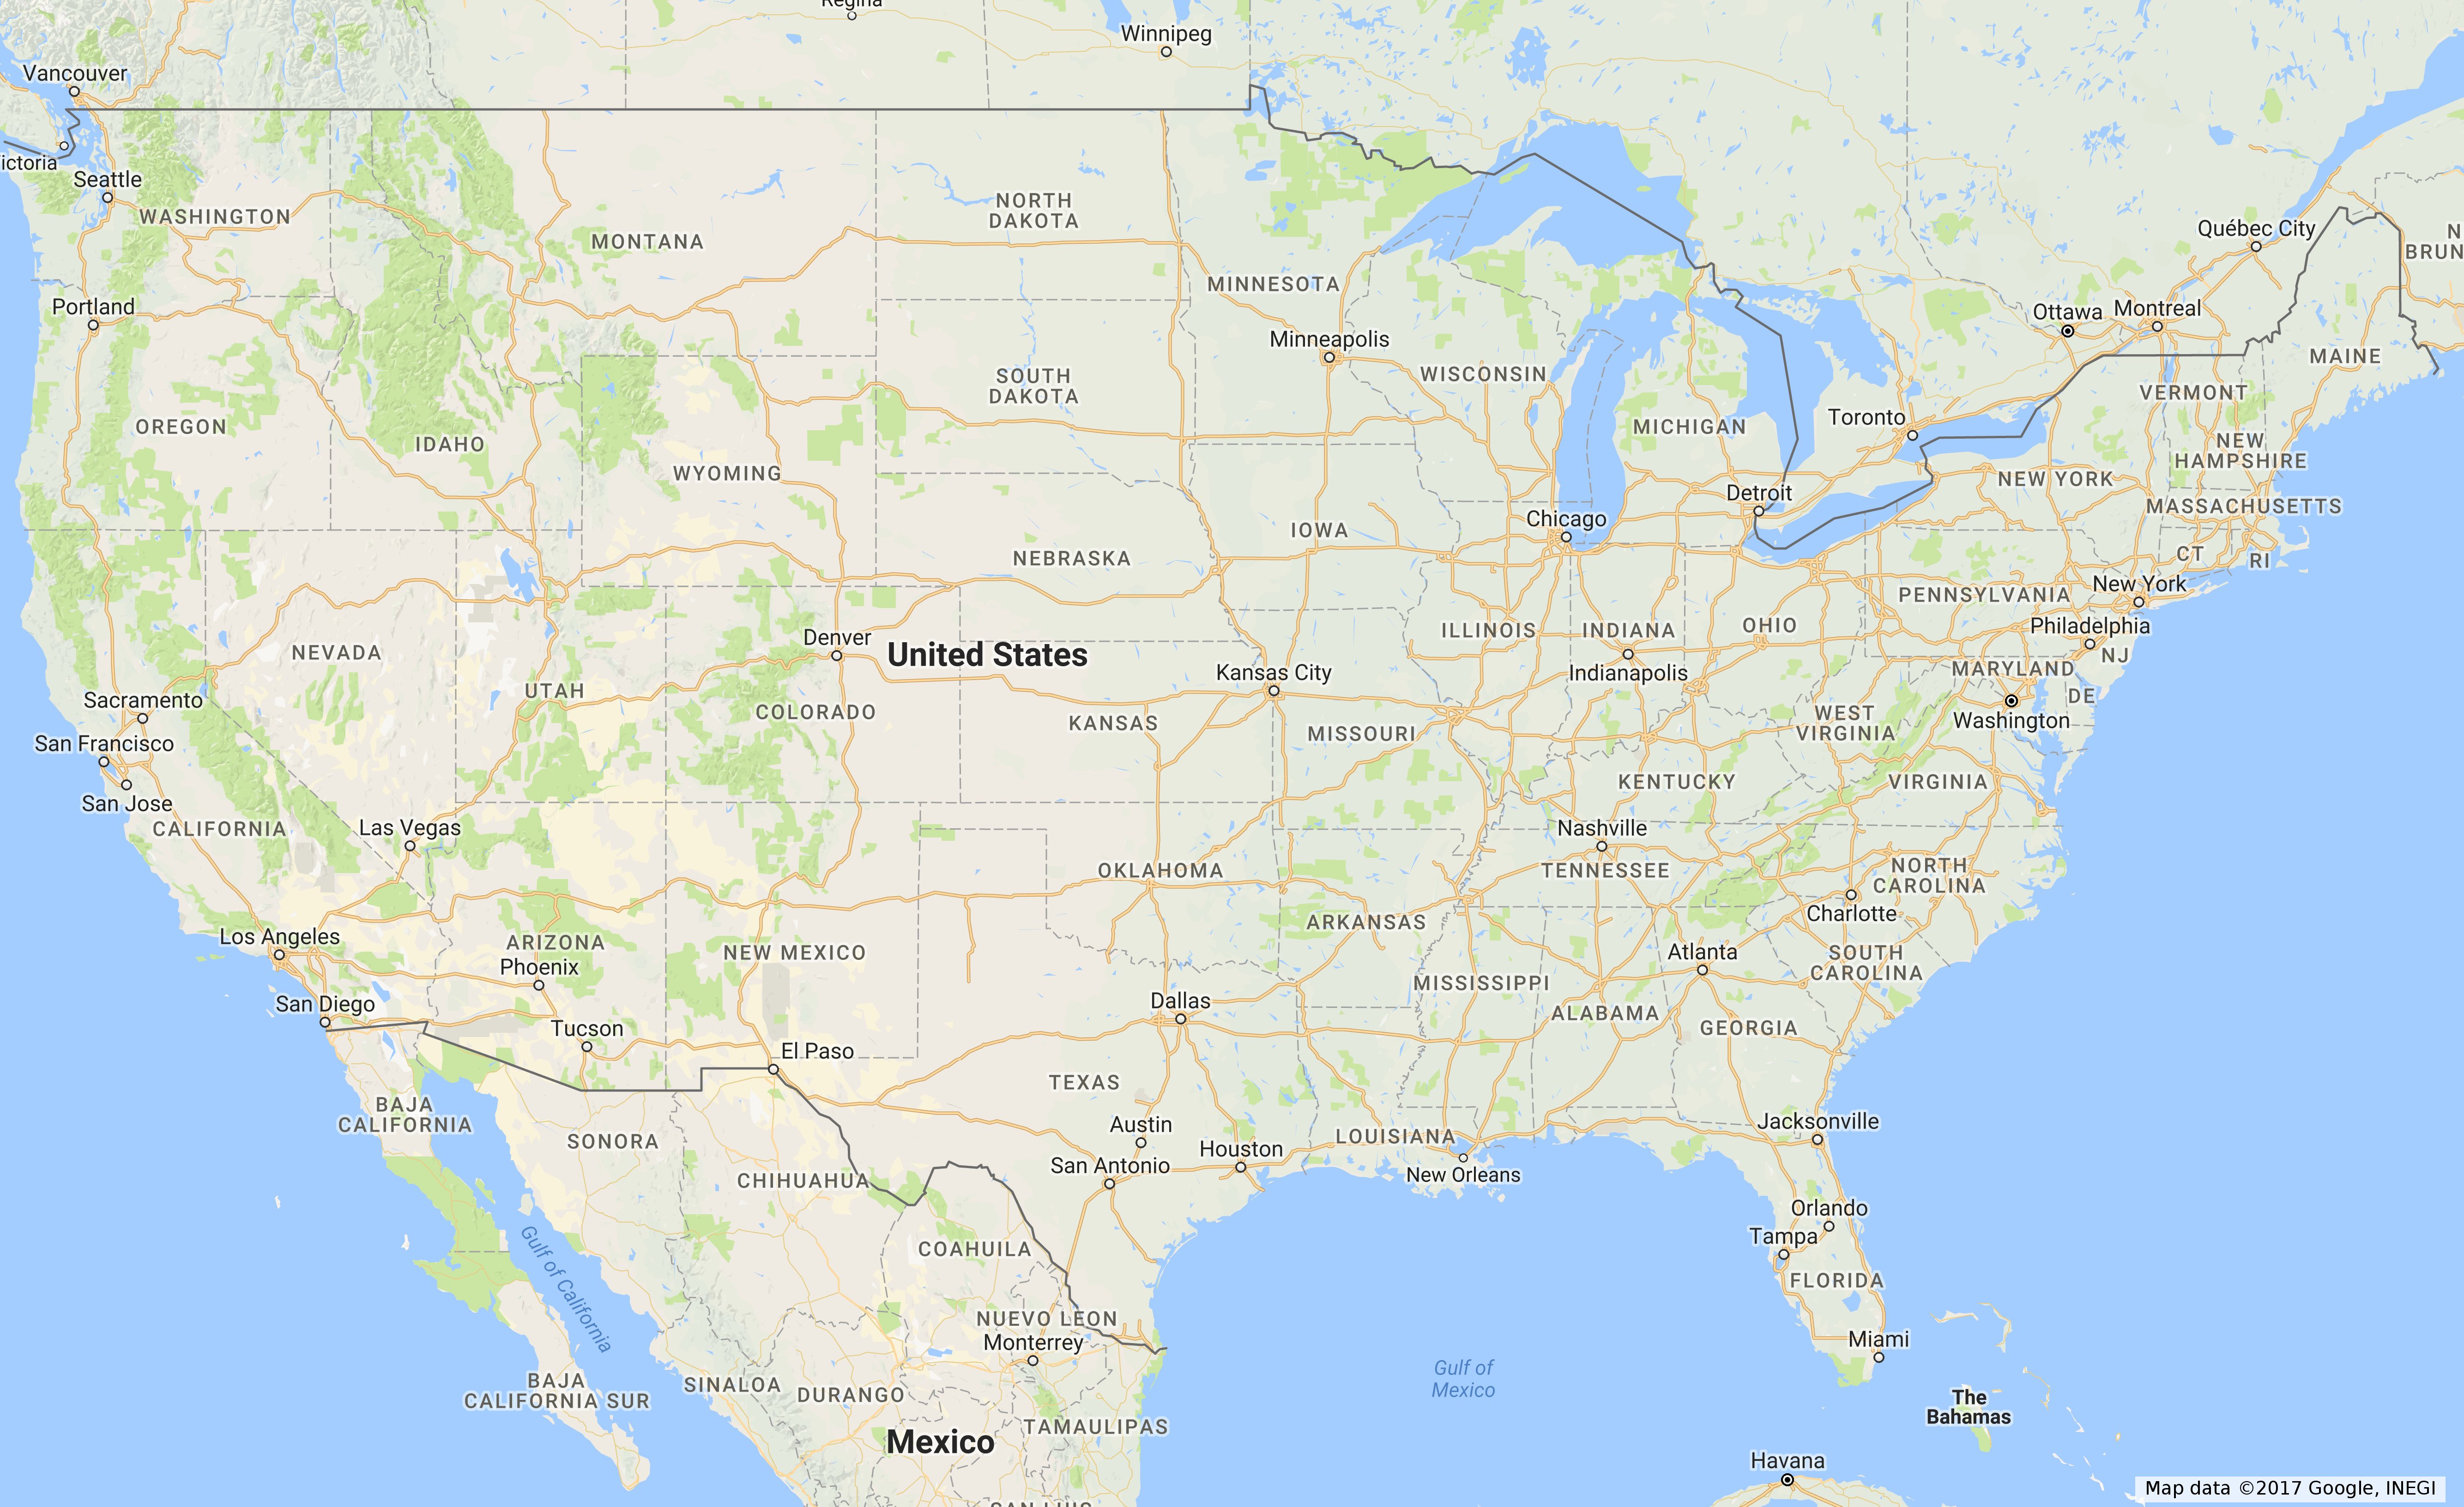 Regina
Winnipeg
Vancouver
ictoria
Seattle
WASHINGTON
MONTANA
NORTH
DAKOTA
MINNESOTA
Québec City
N
BRUN
Portland
Minneapolis
Ottawa
Montreal
MAINE
OREGON
IDAHO
WYOMING
SOUTH
DAKOTA
WISCONSIN
MICHIGAN
Toronto
VERMONT
NEW
HAMPSHIRE
NEW YORK
MASSACHUSETTS
Detroit
Chicago
IOWA
NEBRASKA
CT
RI
New York
PENNSYLVANIA
Philadelphia
NJ
NEVADA
UTAH
Denver
United States
COLORADO
KANSAS
Kansas City
MISSOURI
ILLINOIS
INDIANA
Indianapolis
OHIO
MARYLAND
DE
Washington
WEST
VIRGINIA
VIRGINIA
KENTUCKY
Sacramento
San Francisco
San Jose
CALIFORNIA
Las Vegas
Nashville
TENNESSEE
NORTH
CAROLINA
Charlotte
OKLAHOMA
ARKANSAS
Los Angeles
ARIZONA
Phoenix
NEW MEXICO
San Diego
Tucson
El Paso
Dallas
MISSISSIPPI
ALABAMA
Atlanta
GEORGIA
SOUTH
CAROLINA
TEXAS
Austin
San Antonio
Houston
LOUISIANA
New Orleans
Jacksonville
Orlando
Tampa
FLORIDA
Miami
BAJA
CALIFORNIA
SONORA
CHIHUAHUA
COAHUILA
Gulf of California
NUEVO LEON
Monterrey
BAJA
CALIFORNIA SUR
SINALOA
DURANGO
TAMAULIPAS
Mexico
Gulf of
Mexico
The
Bahamas
Havana
SAN LUIS
Map data ©2017 Google, INEGI